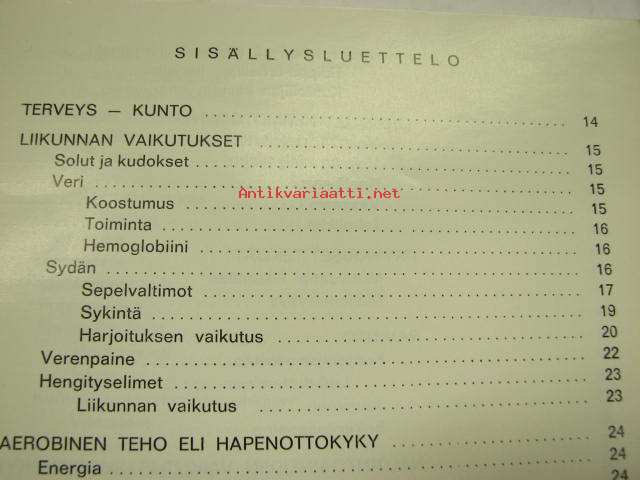 SISÄLLYSLUETTELO
TERVEYS — KUNTO 14
LIIKUNNAN VAIKUTUKSET 15
Solut ja kudokset 15
Veri 15
Antikvariaatti.net
Koostumus 15
Toiminta 16
Hemoglobiini 16
Sydän 16
Sepelvaltimot 17
Sykintä 19
Harjoituksen vaikutus 20
Verenpaine 22
Hengityselimet 23
Liikunnan vaikutus 23
AEROBINEN TEHO ELI HAPENOTTOKYKY 24
Energia 24
24